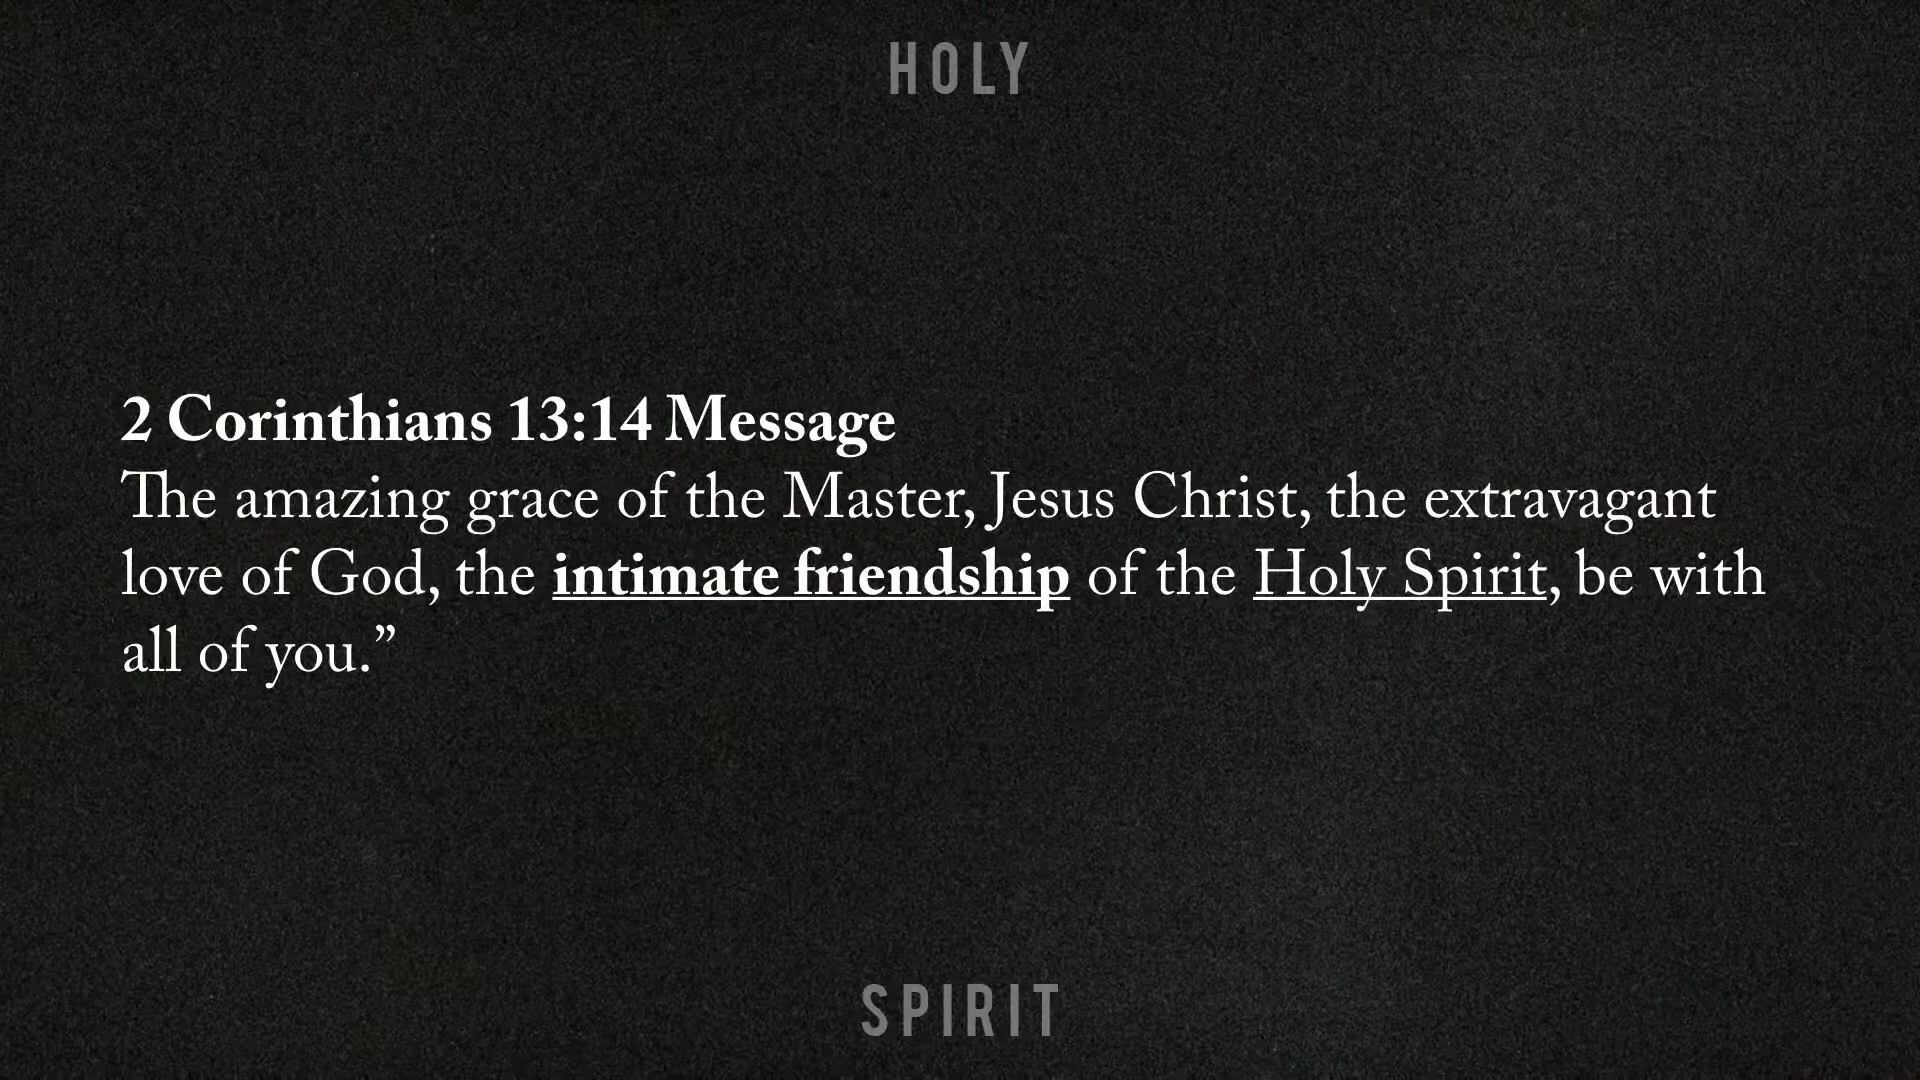 HOLY
2 Corinthians 13:14 Message
The amazing grace of the Master, Jesus Christ, the extravagant
love of God, the intimate friendship of the Holy Spirit, be with
all of you.”
SPIRIT